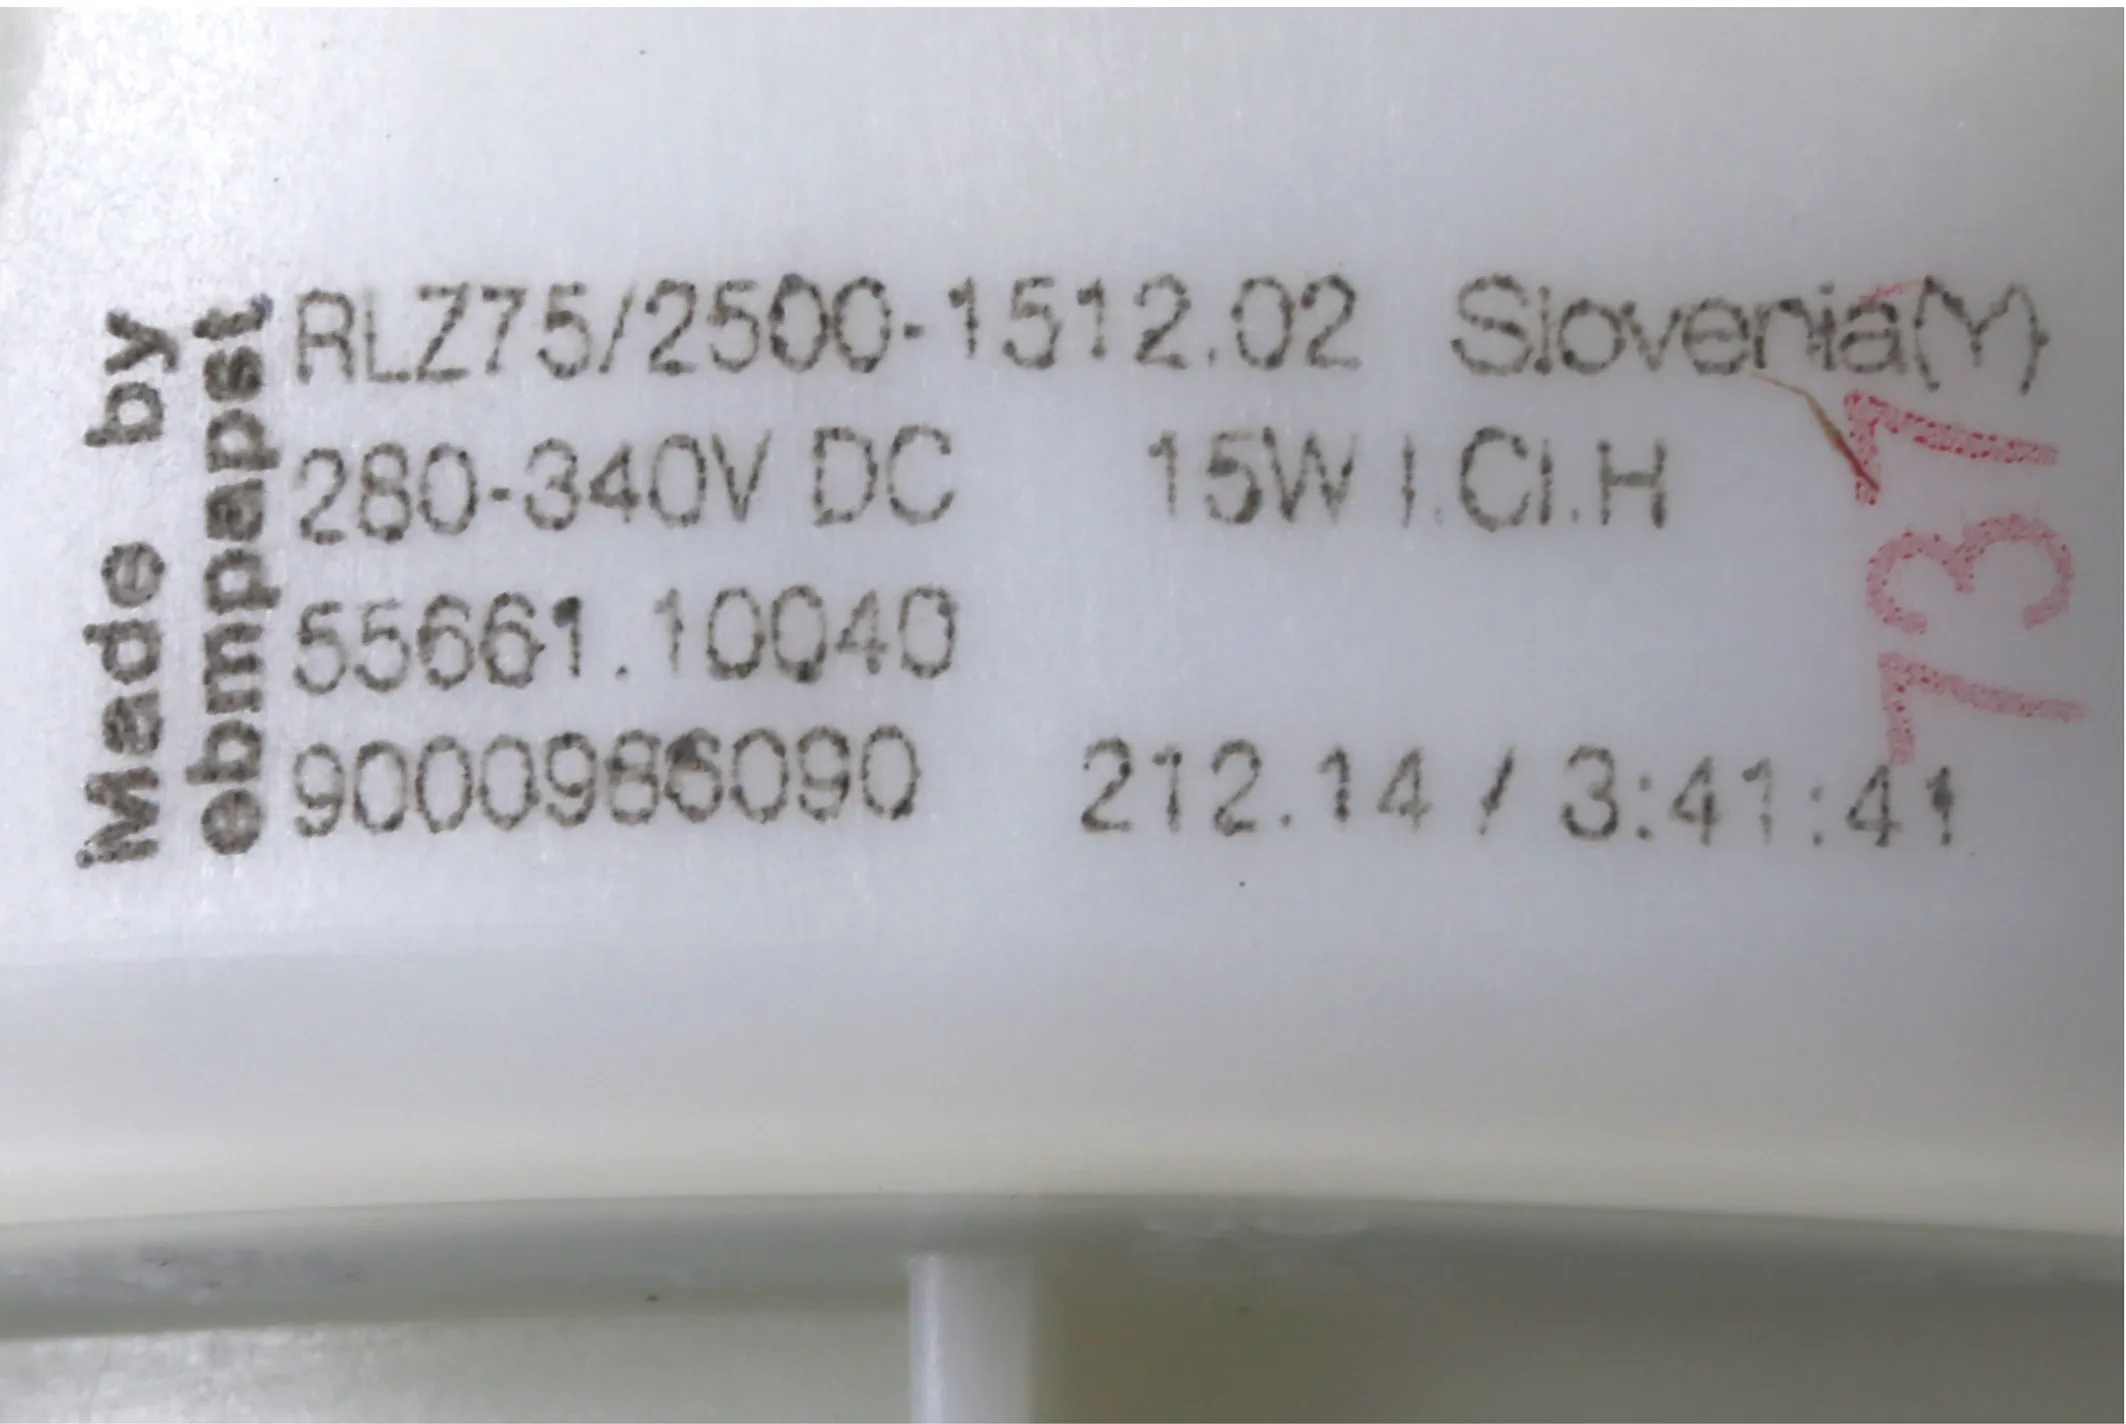 Made by
ebmpapst
RLZ75/2500-1512.02 Slovenia(Y)
280-340V DC 15W I.Cl.H
55661.10040
9000986090 212.14 / 3:41:41
131